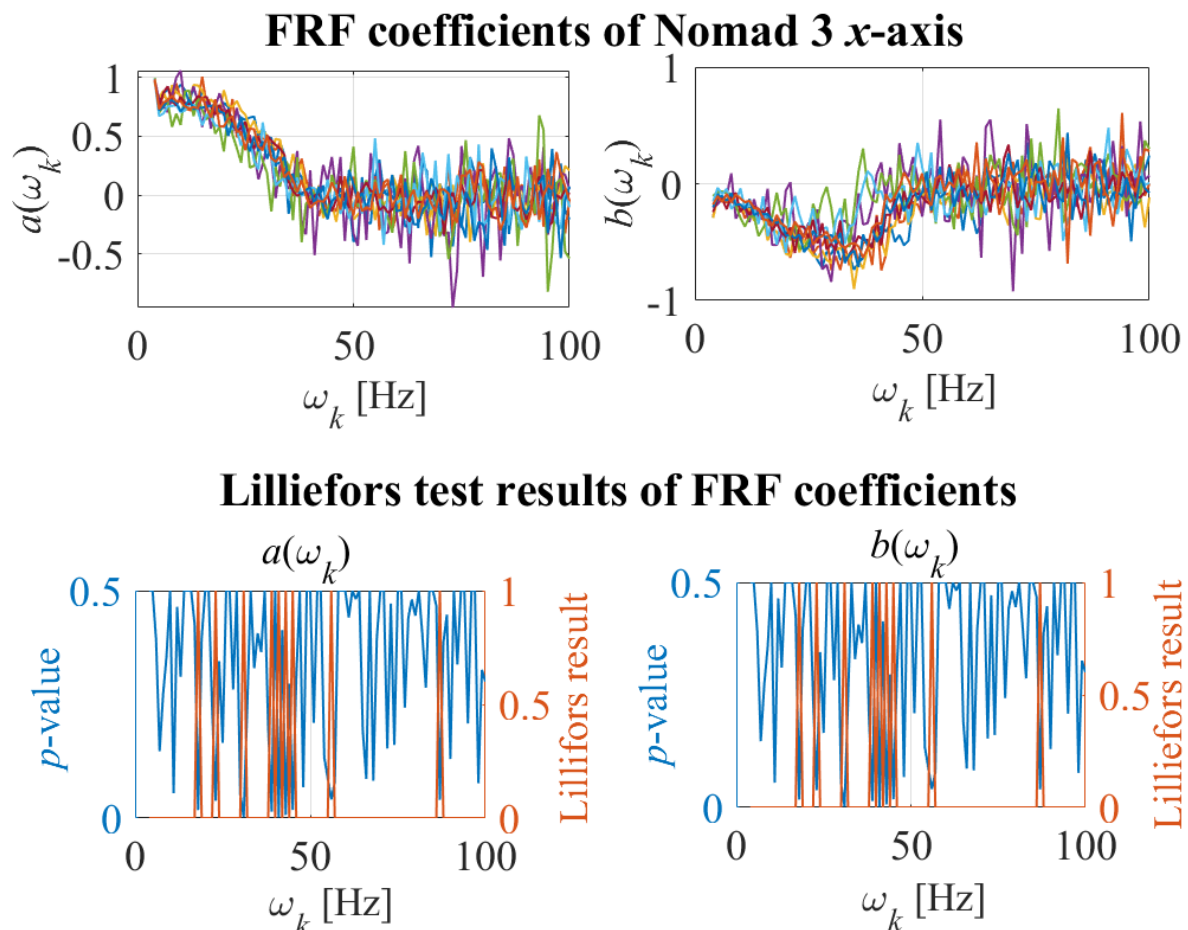 FRF coefficients of Nomad 3 x-axis
1
0.5
0
-0.5
a(ω_k)
0
50
100
ω_k [Hz]
1
0
-1
b(ω_k)
0
50
100
ω_k [Hz]
Lilliefors test results of FRF coefficients
a(ω_k)
0.5
0
p-value
1
0.5
0
Lillifors result
0
50
100
ω_k [Hz]
b(ω_k)
0.5
0
p-value
1
0.5
0
Lilliefors result
0
50
100
ω_k [Hz]